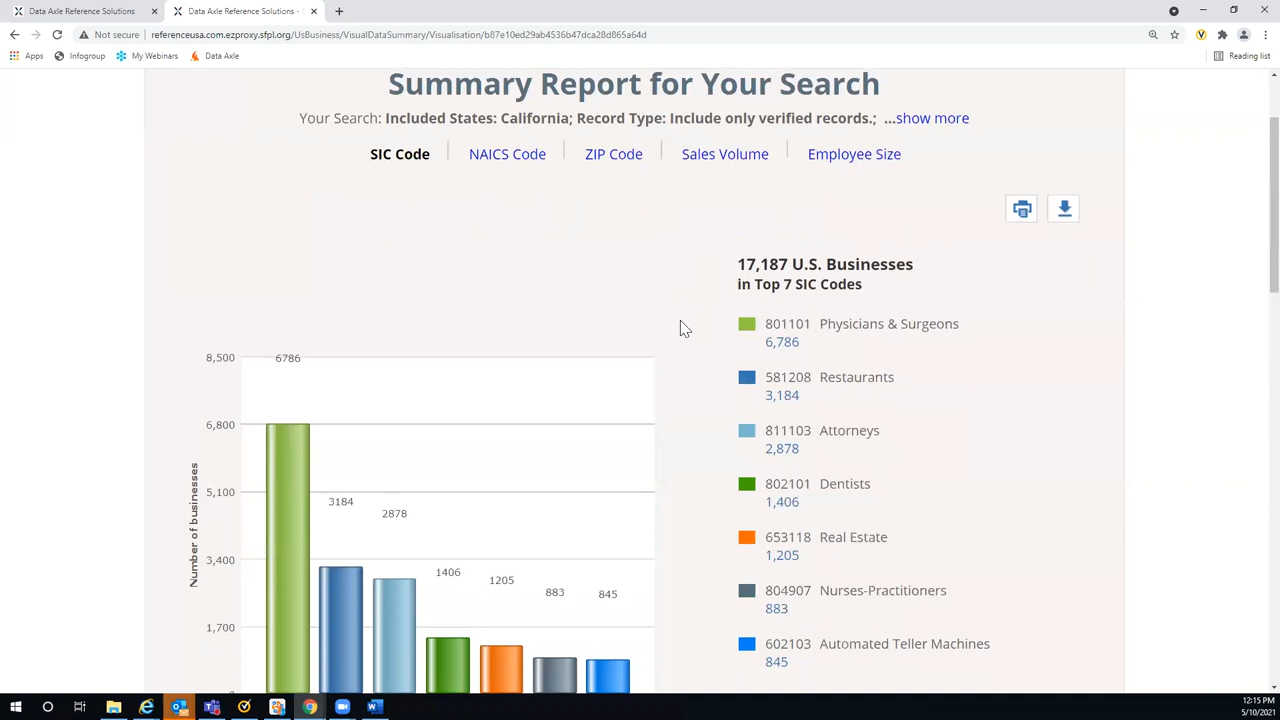 Data Axle Reference Solutions
Data Axle Reference Solutions - 
Not secure
referenceusa.com.ezproxy.sfpl.org/UsBusiness/VisualDataSummary/Visualisation/b87e10ed29ab4536b47dca28d865a64d
Apps
Infogroup
My Webinars
Data Axle
Reading list
Summary Report for Your Search
Your Search: Included States: California; Record Type: Include only verified records.; ...show more
SIC Code
NAICS Code
ZIP Code
Sales Volume
Employee Size
17,187 U.S. Businesses
in Top 7 SIC Codes
801101 Physicians & Surgeons
6,786
581208 Restaurants
3,184
811103 Attorneys
2,878
802101 Dentists
1,406
653118 Real Estate
1,205
804907 Nurses-Practitioners
883
602103 Automated Teller Machines
845
Number of businesses
8,500
6,800
5,100
3,400
1,700
6786
3184
2878
1406
1205
883
845
12:15 PM
5/10/2021